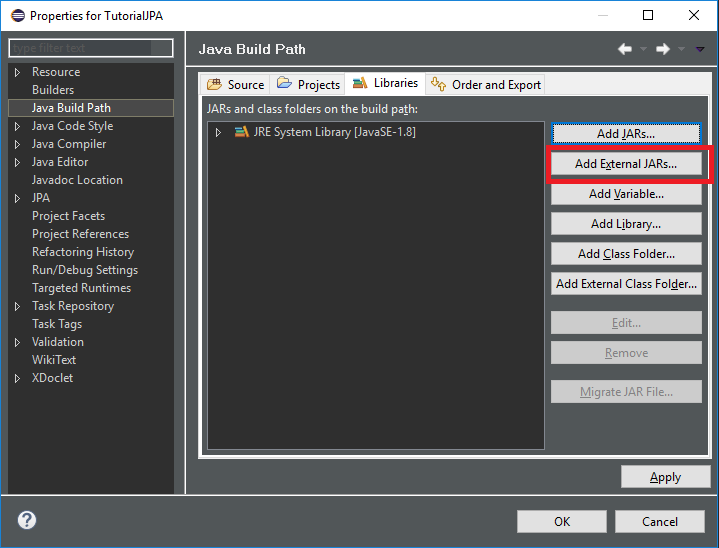 Properties for TutorialJPA
type filter text
Resource
Builders
Java Build Path
Java Code Style
Java Compiler
Java Editor
Javadoc Location
JPA
Project Facets
Project References
Refactoring History
Run/Debug Settings
Targeted Runtimes
Task Repository
Task Tags
Validation
WikiText
XDoclet
Java Build Path
Source
Projects
Libraries
Order and Export
JARs and class folders on the build path:
JRE System Library [JavaSE-1.8]
Add JARs...
Add External JARs...
Add Variable...
Add Library...
Add Class Folder...
Add External Class Folder...
Edit...
Remove
Migrate JAR File...
Apply
OK
Cancel